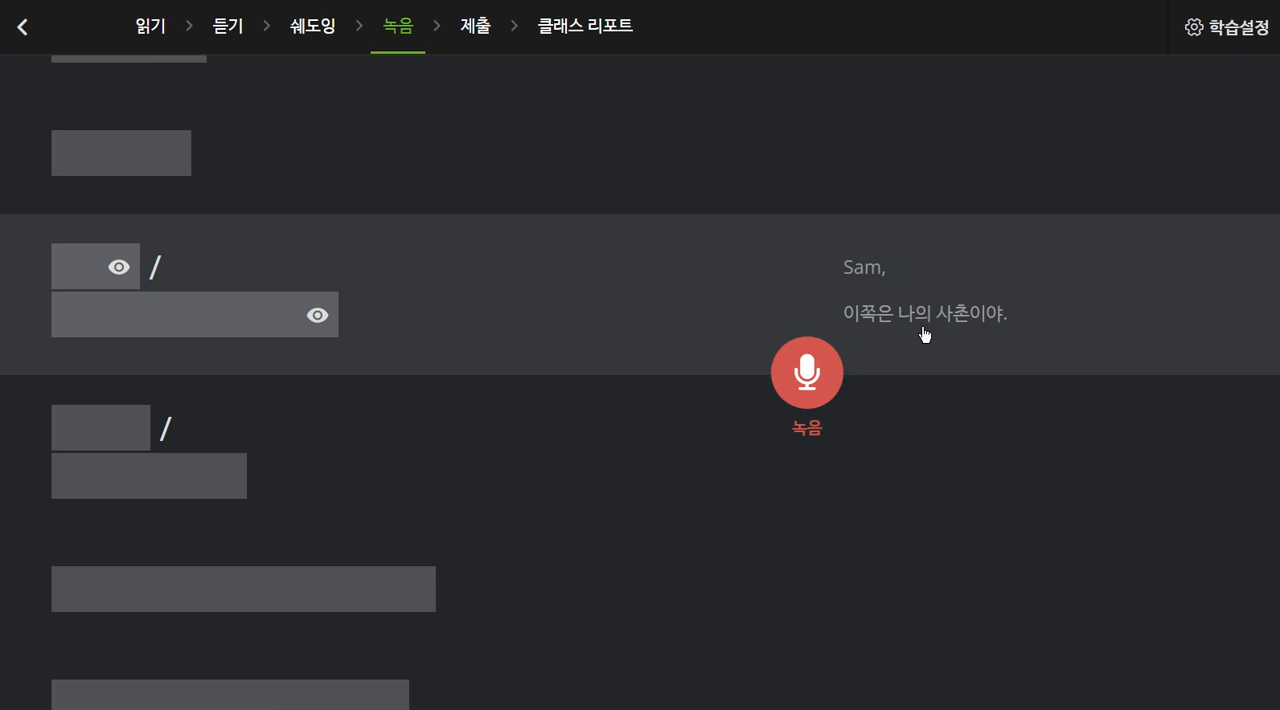 읽기 > 듣기 > 쉐도잉 > 녹음 > 제출 > 클래스 리포트
학습설정
/
Sam,
이쪽은 나의 사촌이야.
녹음
/